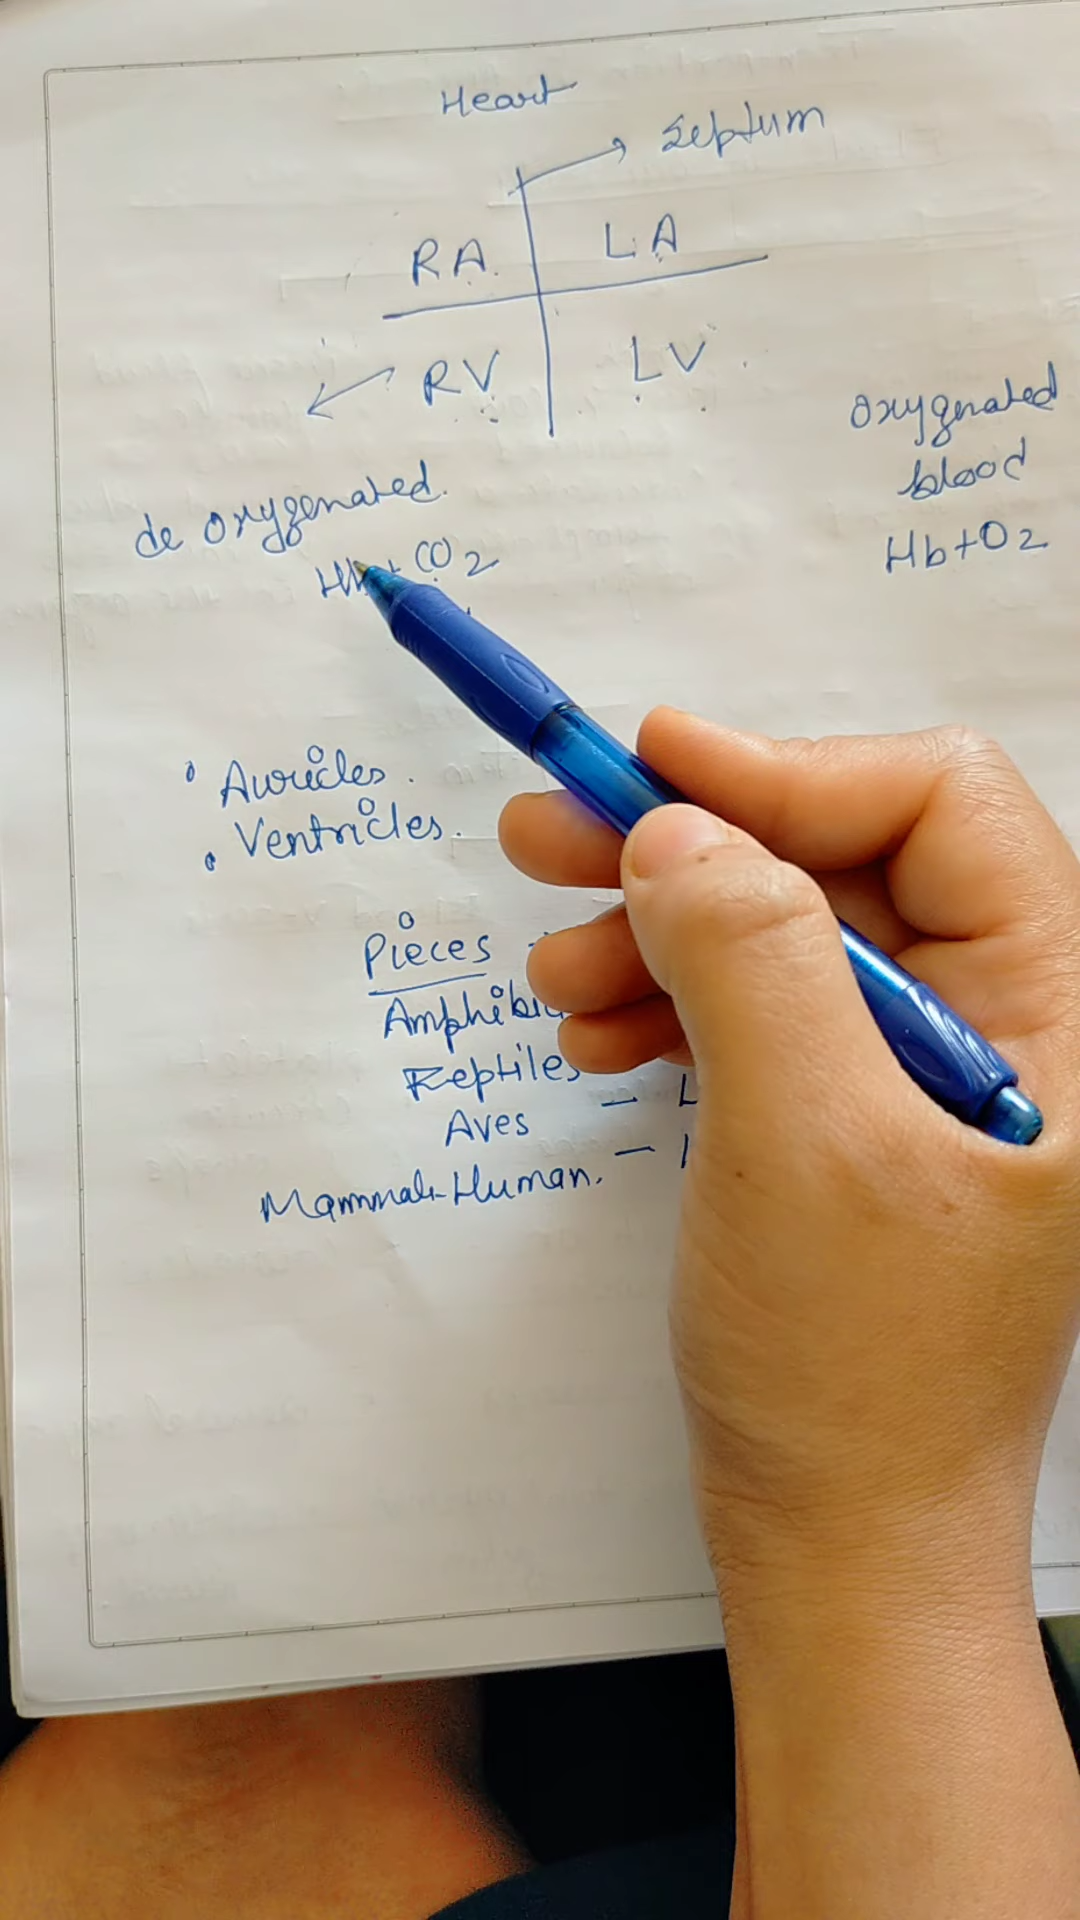 Heart
Septum
RA LA
RV LV
Oxygenated
blood
Hb+O2
de oxygenated.
+ CO2
Auricles.
Ventricles.
Pieces
Reptiles
Aves
Mammals-Human.